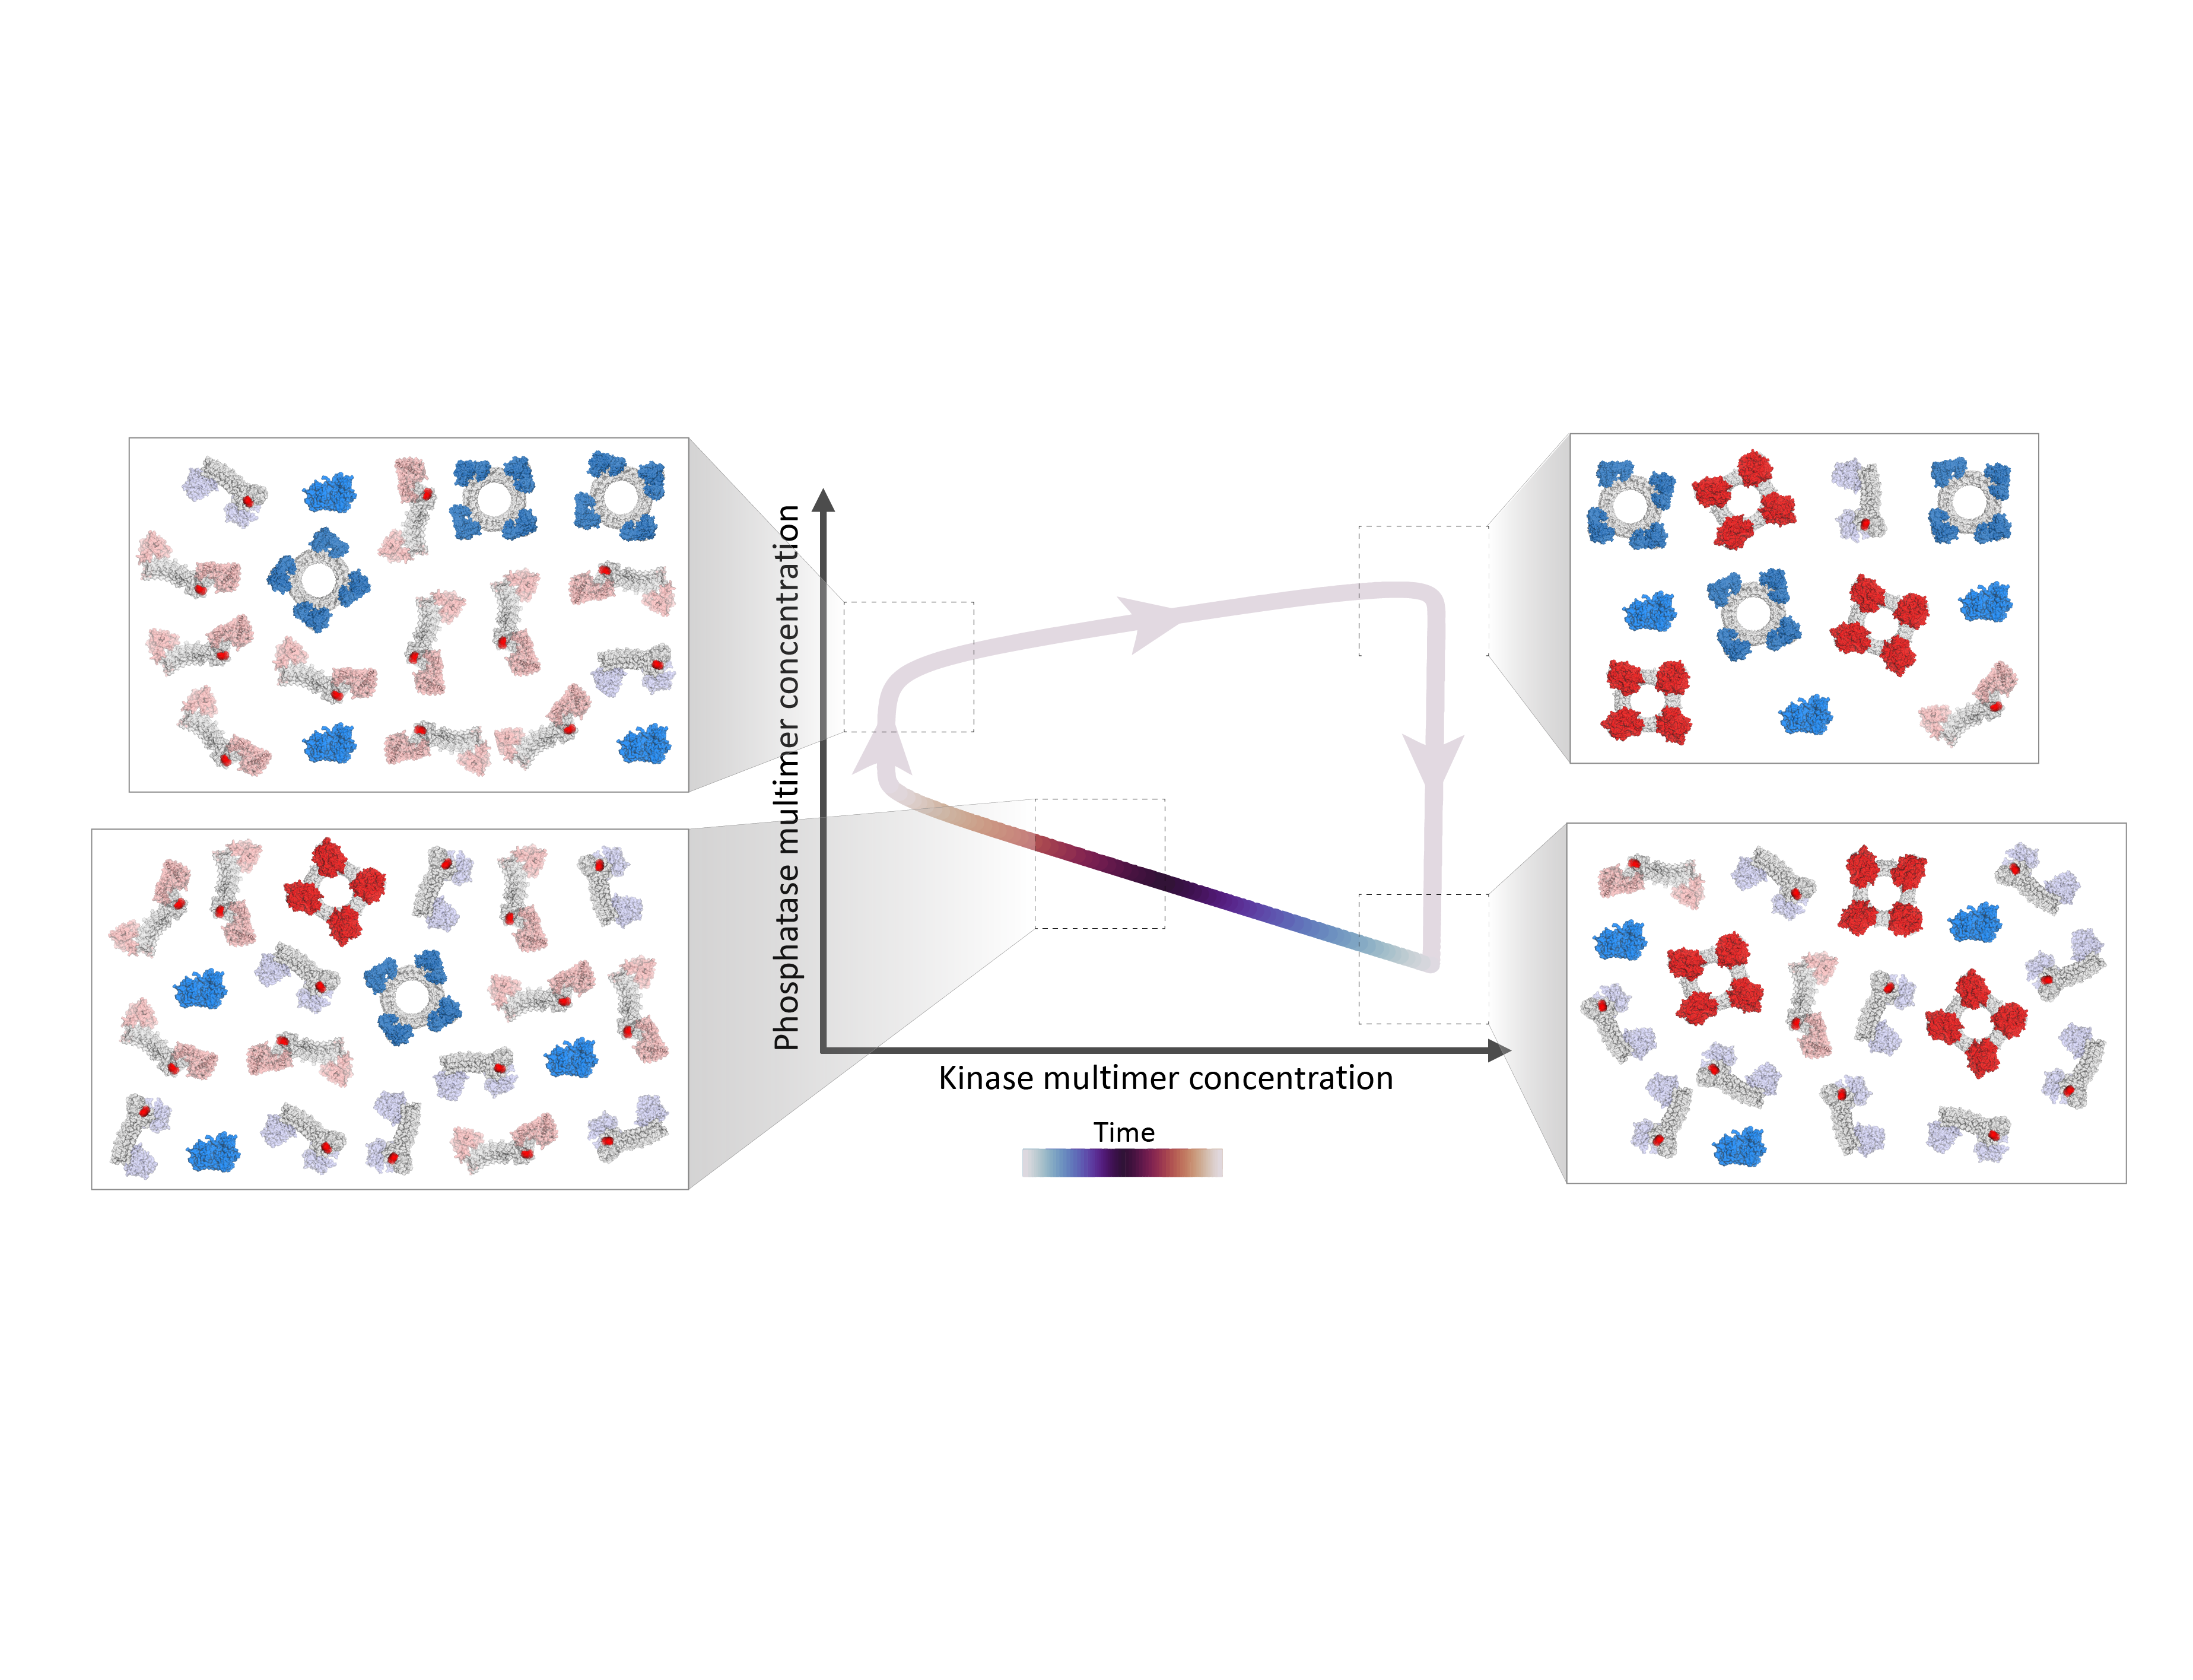 Phosphatase multimer concentration
Kinase multimer concentration
Time